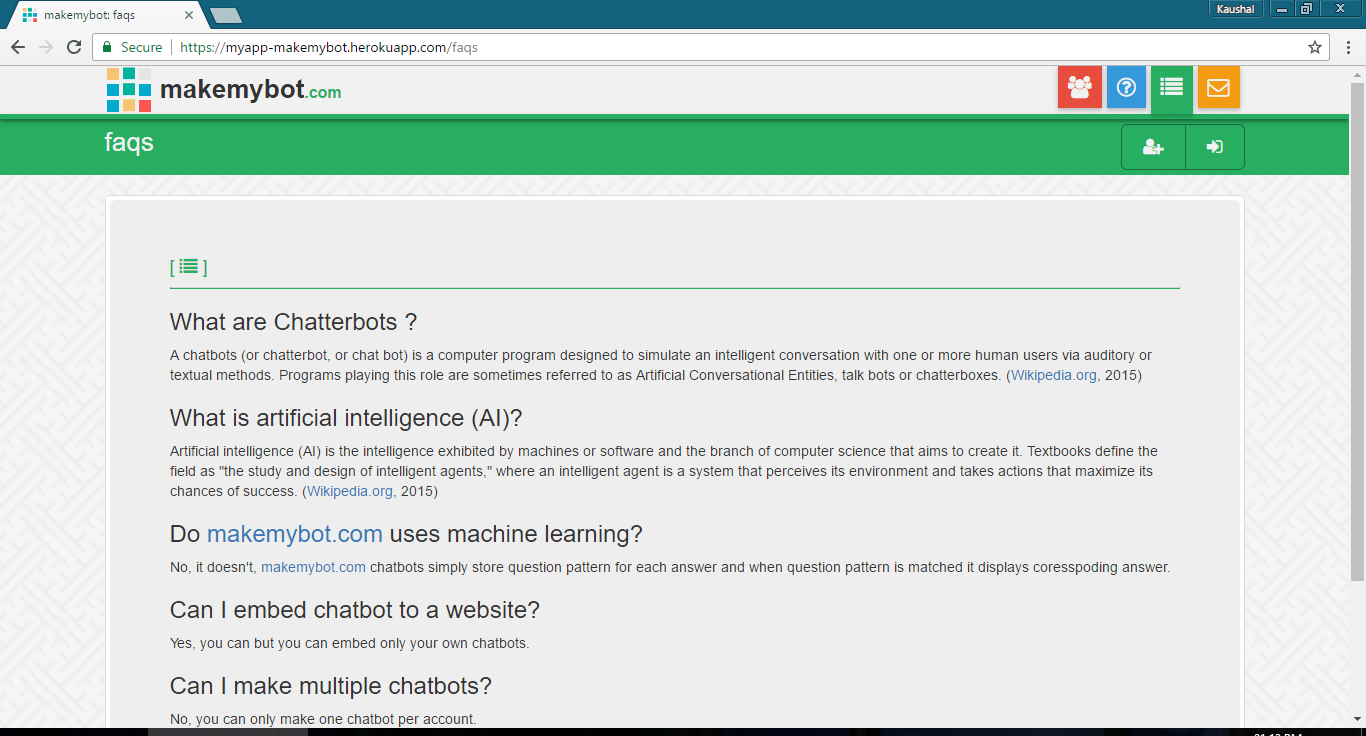 makemybot: faqs
Kaushal
Secure
https://myapp-makemybot.herokuapp.com/faqs
makemybot.com
faqs
[ ]
What are Chatterbots ?
A chatbots (or chatterbot, or chat bot) is a computer program designed to simulate an intelligent conversation with one or more human users via auditory or
textual methods. Programs playing this role are sometimes referred to as Artificial Conversational Entities, talk bots or chatterboxes. (Wikipedia.org, 2015)
What is artificial intelligence (AI)?
Artificial intelligence (AI) is the intelligence exhibited by machines or software and the branch of computer science that aims to create it. Textbooks define the
field as "the study and design of intelligent agents," where an intelligent agent is a system that perceives its environment and takes actions that maximize its
chances of success. (Wikipedia.org, 2015)
Do makemybot.com uses machine learning?
No, it doesn't, makemybot.com chatbots simply store question pattern for each answer and when question pattern is matched it displays coresspoding answer.
Can I embed chatbot to a website?
Yes, you can but you can embed only your own chatbots.
Can I make multiple chatbots?
No, you can only make one chatbot per account.